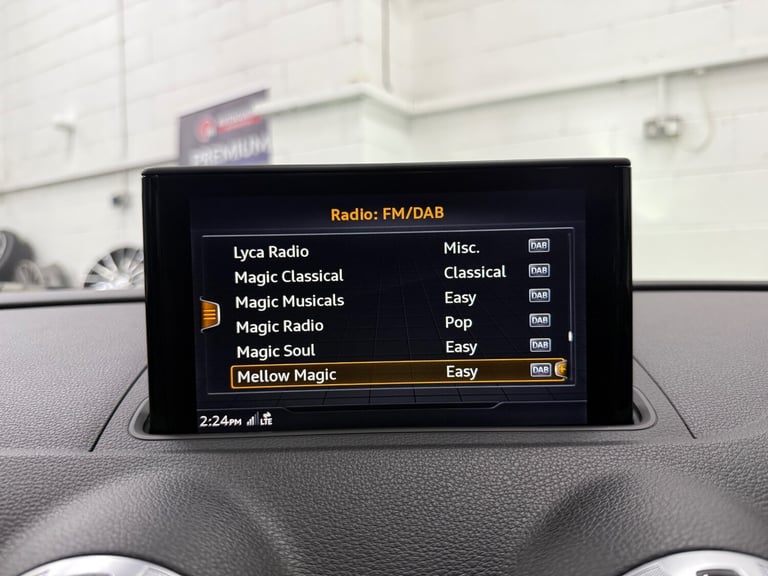 PREMIUM
Radio: FM/DAB
Lyca Radio Misc. DAB
Magic Classical Classical DAB
Magic Musicals Easy DAB
Magic Radio Pop DAB
Magic Soul Easy DAB
Mellow Magic Easy DAB
2:24PM LTE